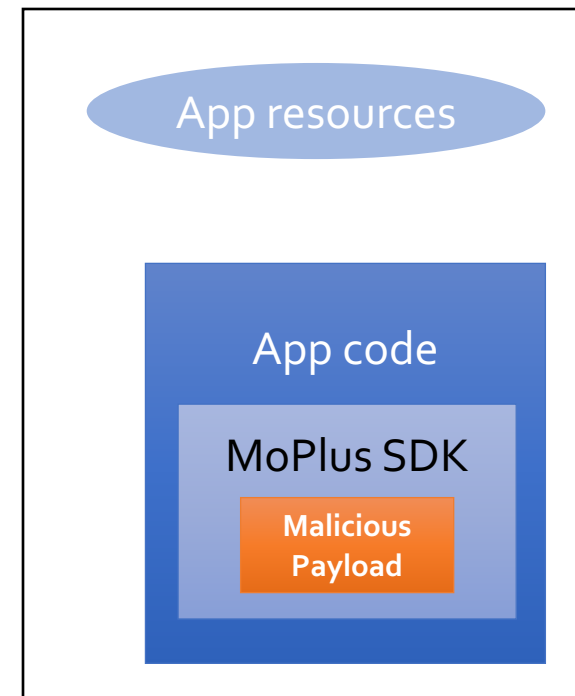 App resources
App code
MoPlus SDK
Malicious
Payload